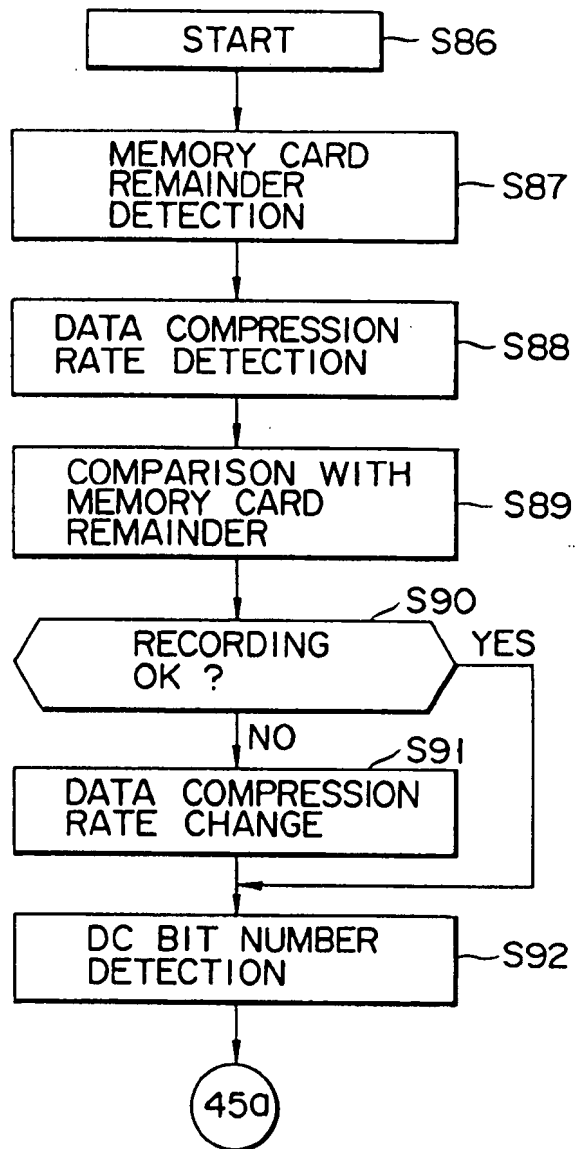 START
S86
MEMORY CARD
REMAINDER
DETECTION
S87
DATA COMPRESSION
RATE DETECTION
S88
COMPARISON WITH
MEMORY CARD
REMAINDER
S89
S90
RECORDING
OK ?
YES
NO
S91
DATA COMPRESSION
RATE CHANGE
DC BIT NUMBER
DETECTION
S92
45a